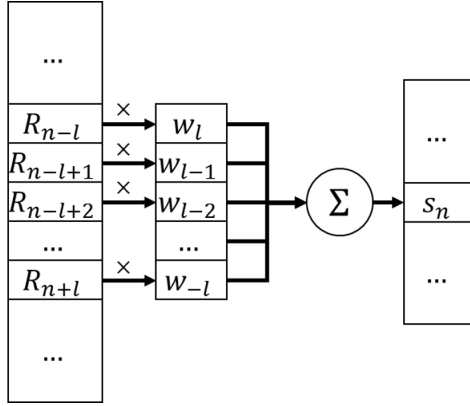 ...
R_{n-l} × w_l
R_{n-l+1} × w_{l-1}
R_{n-l+2} × w_{l-2}
... ...
R_{n+l} × w_{-l}
...
Σ
...
s_n
...